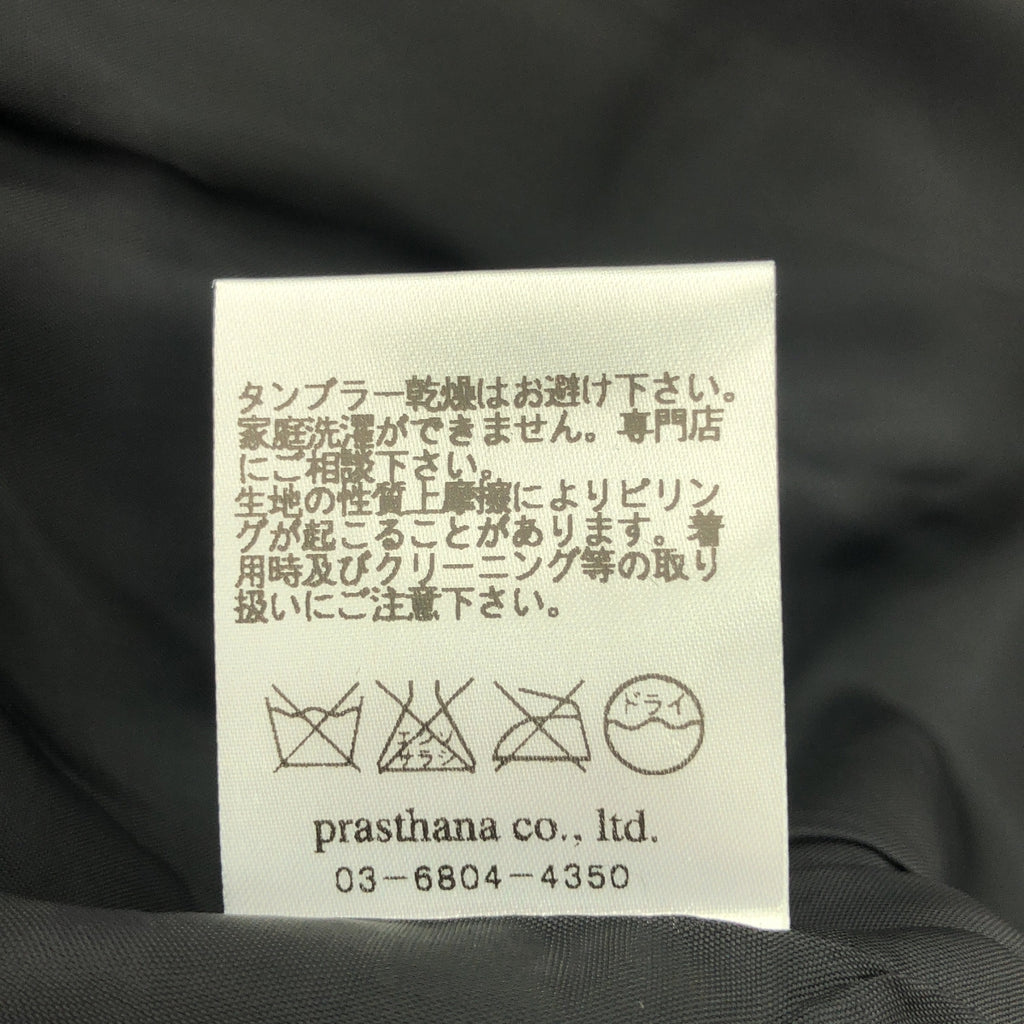 タンブラー乾燥はお避け下さい。
家庭洗濯ができません。専門店
にご相談下さい。
生地の性質上摩擦によりピリン
グが起こることがあります。着
用時及びクリーニング等の取り
扱いにご注意下さい。
エンソ
サラシ
ドライ
prasthana co., ltd.
03-6804-4350